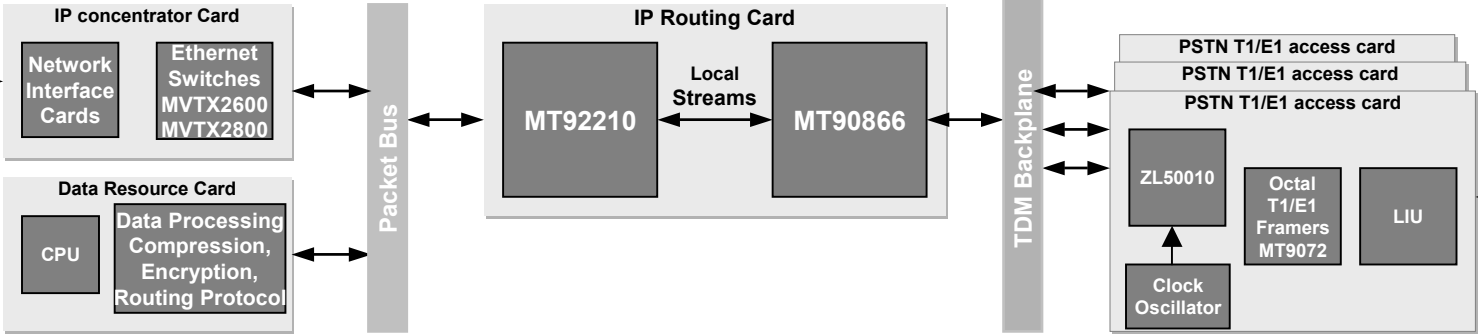 IP concentrator Card
Network
Interface
Cards
Ethernet
Switches
MVTX2600
MVTX2800
Data Resource Card
CPU
Data Processing
Compression,
Encryption,
Routing Protocol
Packet Bus
IP Routing Card
MT92210
Local
Streams
MT90866
TDM Backplane
PSTN T1/E1 access card
PSTN T1/E1 access card
PSTN T1/E1 access card
ZL50010
Clock
Oscillator
Octal
T1/E1
Framers
MT9072
LIU